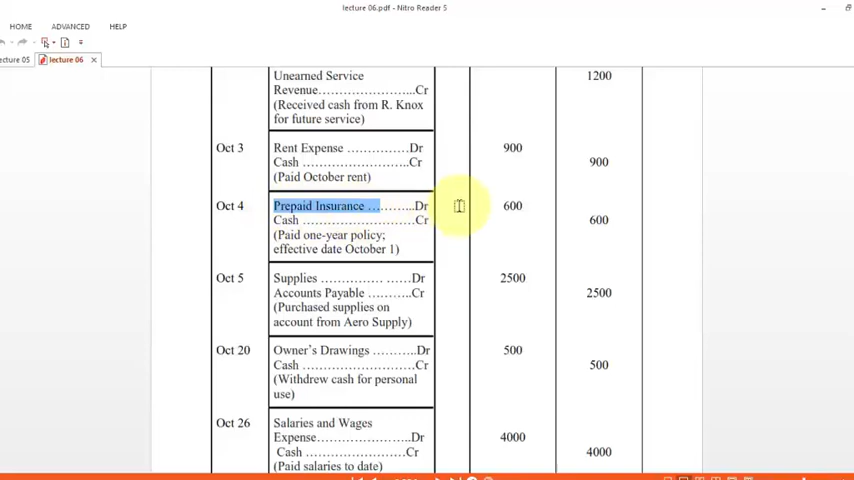 lecture 06.pdf - Nitro Reader 5
HOME ADVANCED HELP
lecture 05 lecture 06
Unearned Service 1200
Revenue…………………...Cr
(Received cash from R. Knox
for future service)
Oct 3 Rent Expense ……………Dr 900
Cash …………………..Cr 900
(Paid October rent)
Oct 4 Prepaid Insurance ………..Dr 600
Cash ……………………Cr 600
(Paid one-year policy;
effective date October 1)
Oct 5 Supplies …………… ……Dr 2500
Accounts Payable ………..Cr 2500
(Purchased supplies on
account from Aero Supply)
Oct 20 Owner’s Drawings ………..Dr 500
Cash ……………………Cr 500
(Withdrew cash for personal
use)
Oct 26 Salaries and Wages
Expense…………………..Dr 4000
Cash …………………..Cr 4000
(Paid salaries to date)